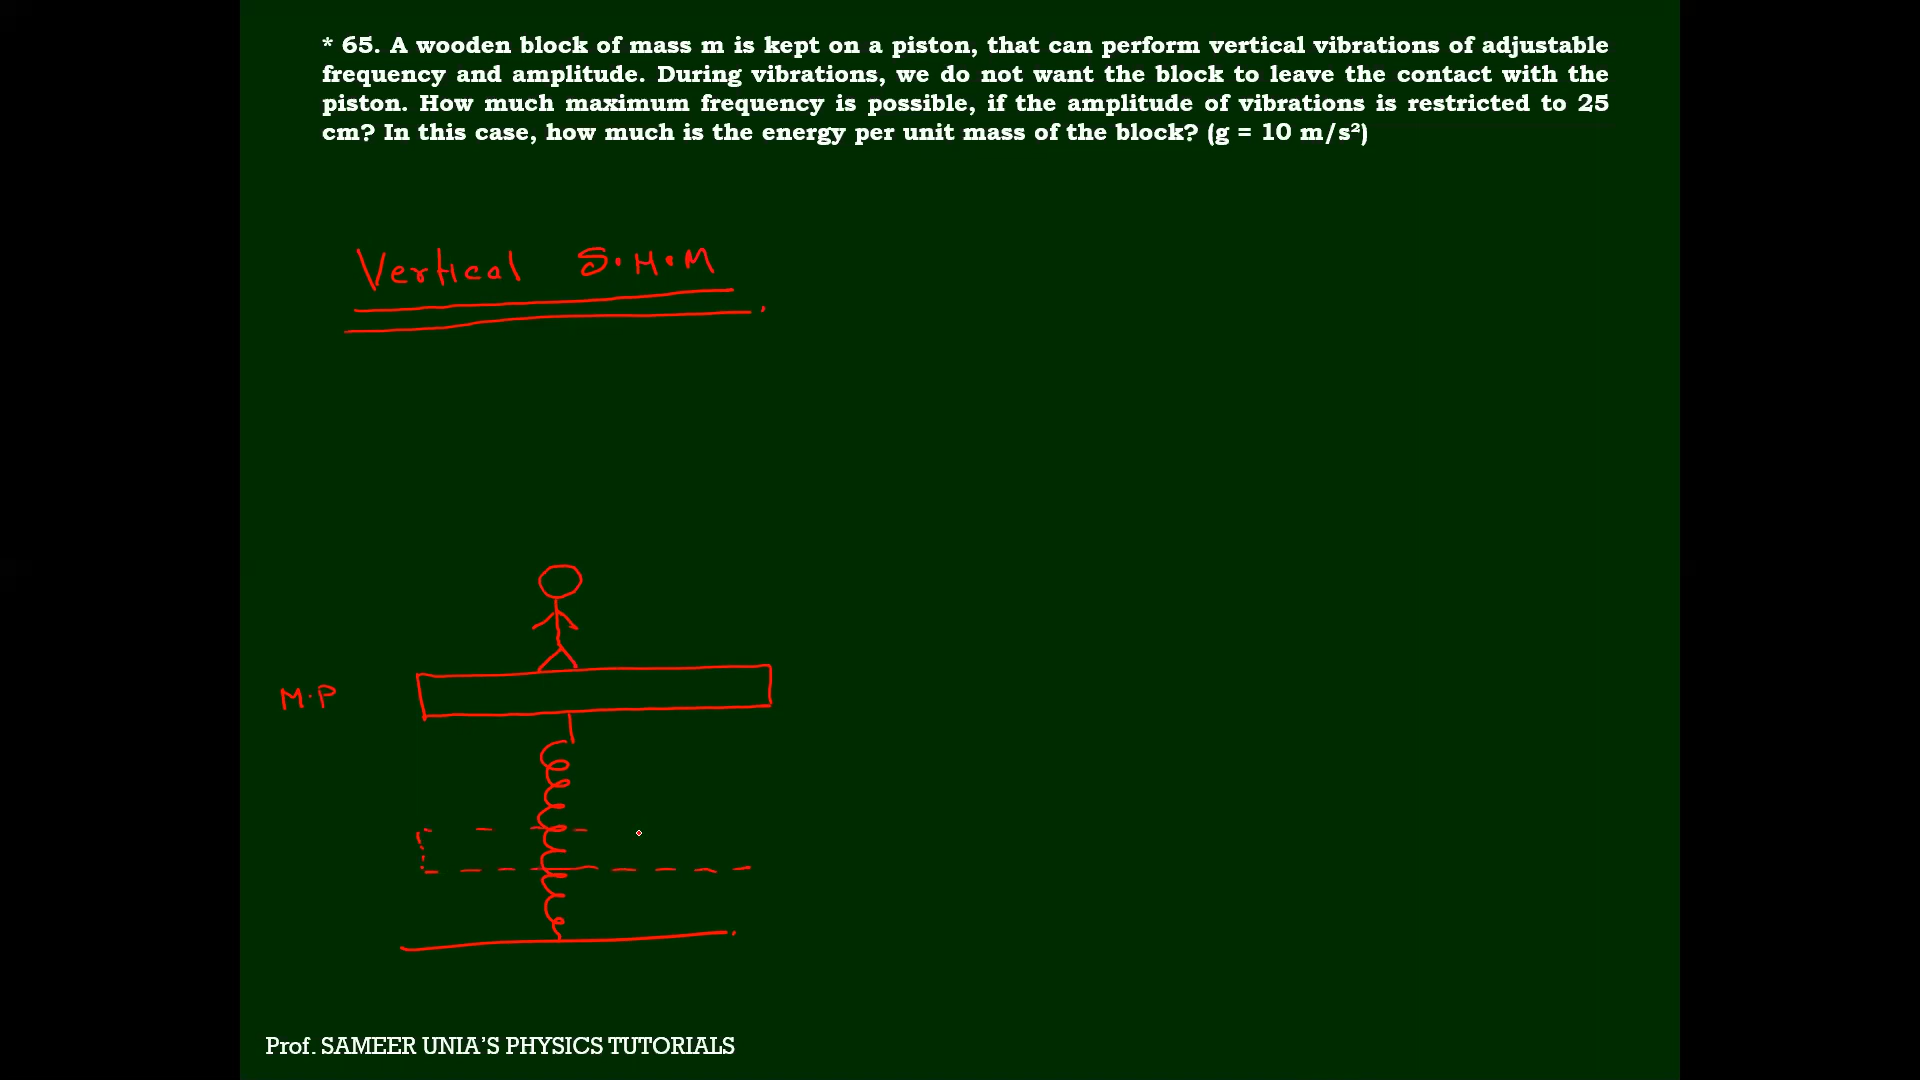 * 65. A wooden block of mass m is kept on a piston, that can perform vertical vibrations of adjustable
frequency and amplitude. During vibrations, we do not want the block to leave the contact with the
piston. How much maximum frequency is possible, if the amplitude of vibrations is restricted to 25
cm? In this case, how much is the energy per unit mass of the block? (g = 10 m/s²)
Vertical S.H.M
M.P
Prof. SAMEER UNIA'S PHYSICS TUTORIALS